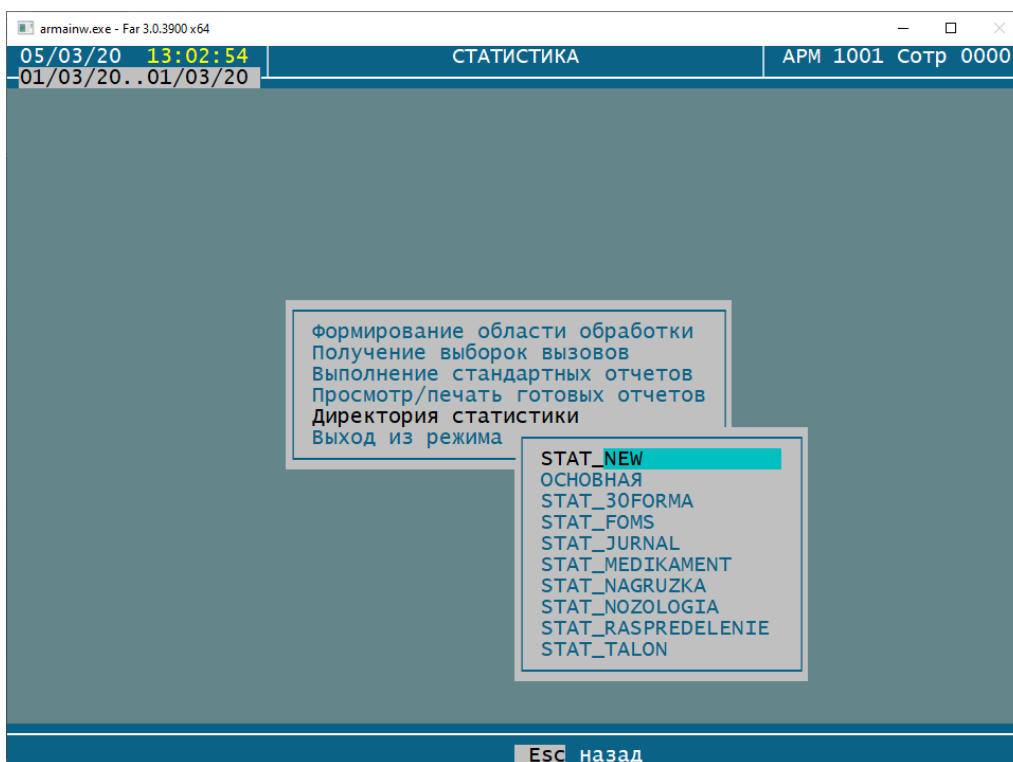 armainw.exe - Far 3.0.3900 x64
05/03/20 13:02:54 СТАТИСТИКА АРМ 1001 Сотр 0000
01/03/20..01/03/20
Формирование области обработки
Получение выборок вызовов
Выполнение стандартных отчетов
Просмотр/печать готовых отчетов
Директория статистики
Выход из режима
STAT_NEW
ОСНОВНАЯ
STAT_30FORMA
STAT_FOMS
STAT_JURNAL
STAT_MEDIKAMENT
STAT_NAGRUZKA
STAT_NOZOLOGIA
STAT_RASPREDELENIE
STAT_TALON
Esc назад